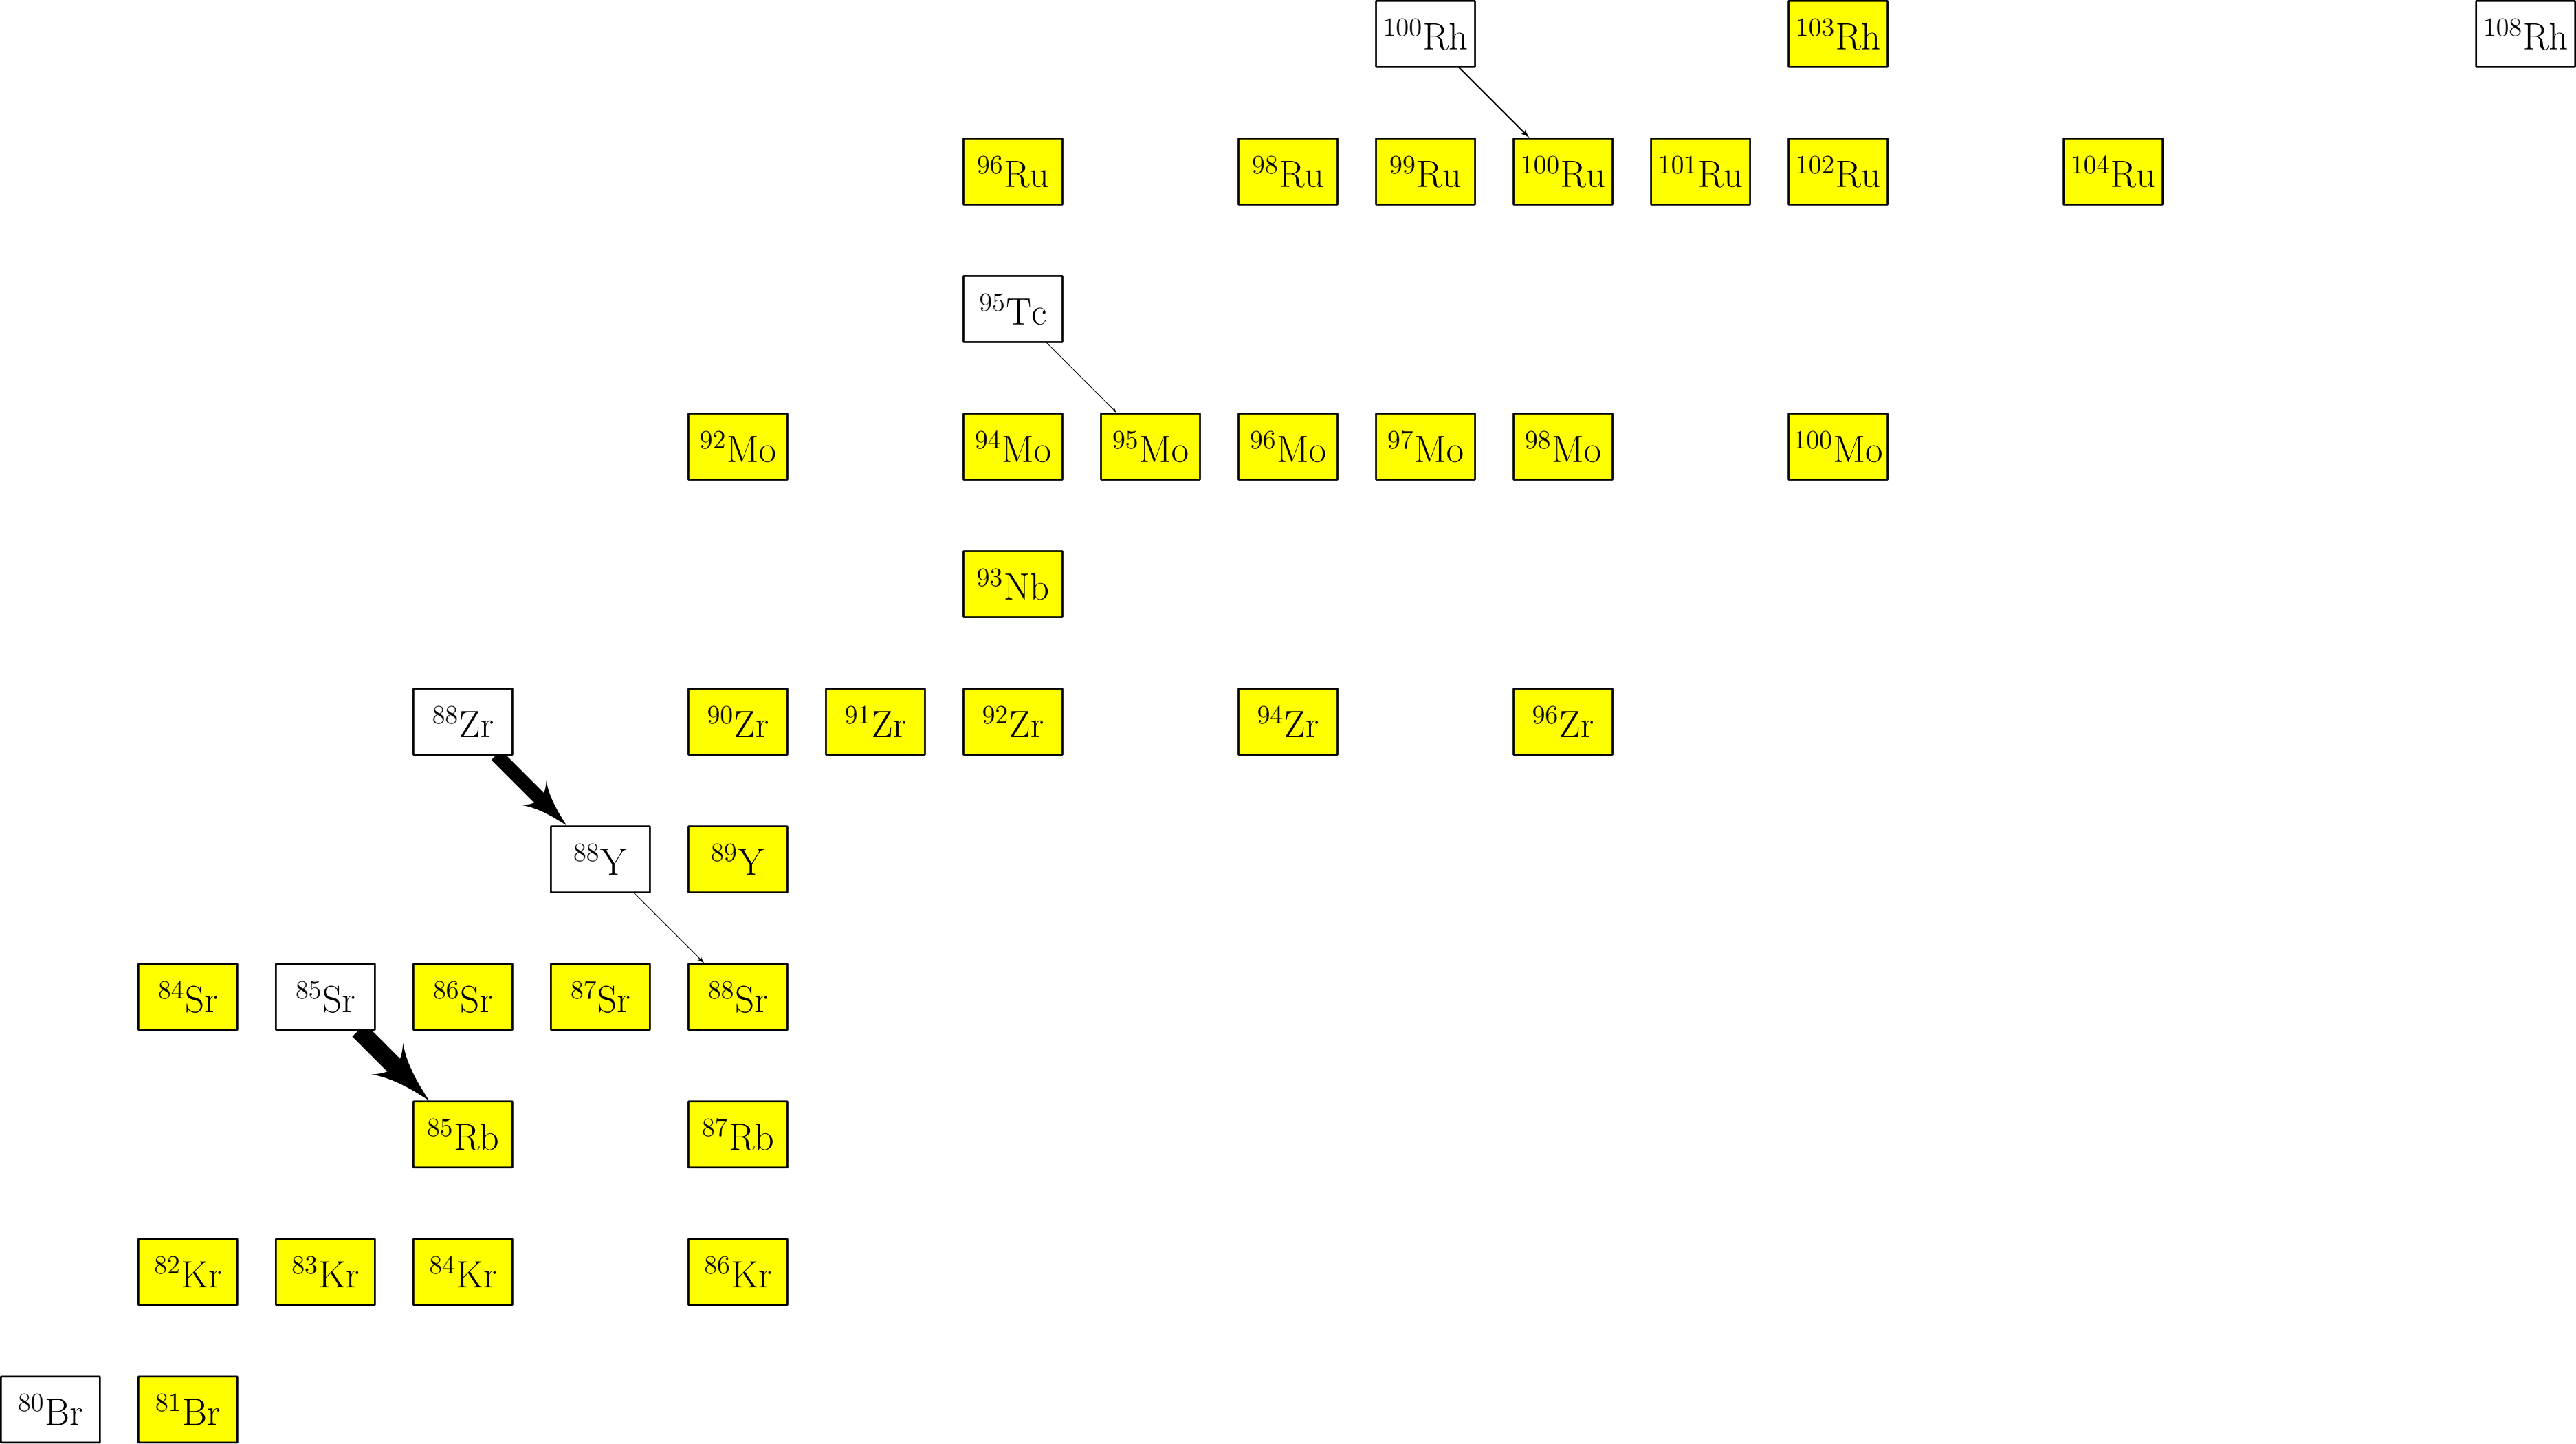 ¹⁰⁰Rh ¹⁰³Rh ¹⁰⁸Rh
⁹⁶Ru ⁹⁸Ru ⁹⁹Ru ¹⁰⁰Ru ¹⁰¹Ru ¹⁰²Ru ¹⁰⁴Ru
⁹⁵Tc
⁹²Mo ⁹⁴Mo ⁹⁵Mo ⁹⁶Mo ⁹⁷Mo ⁹⁸Mo ¹⁰⁰Mo
⁹³Nb
⁸⁸Zr ⁹⁰Zr ⁹¹Zr ⁹²Zr ⁹⁴Zr ⁹⁶Zr
⁸⁸Y ⁸⁹Y
⁸⁴Sr ⁸⁵Sr ⁸⁶Sr ⁸⁷Sr ⁸⁸Sr
⁸⁵Rb ⁸⁷Rb
⁸²Kr ⁸³Kr ⁸⁴Kr ⁸⁶Kr
⁸⁰Br ⁸¹Br